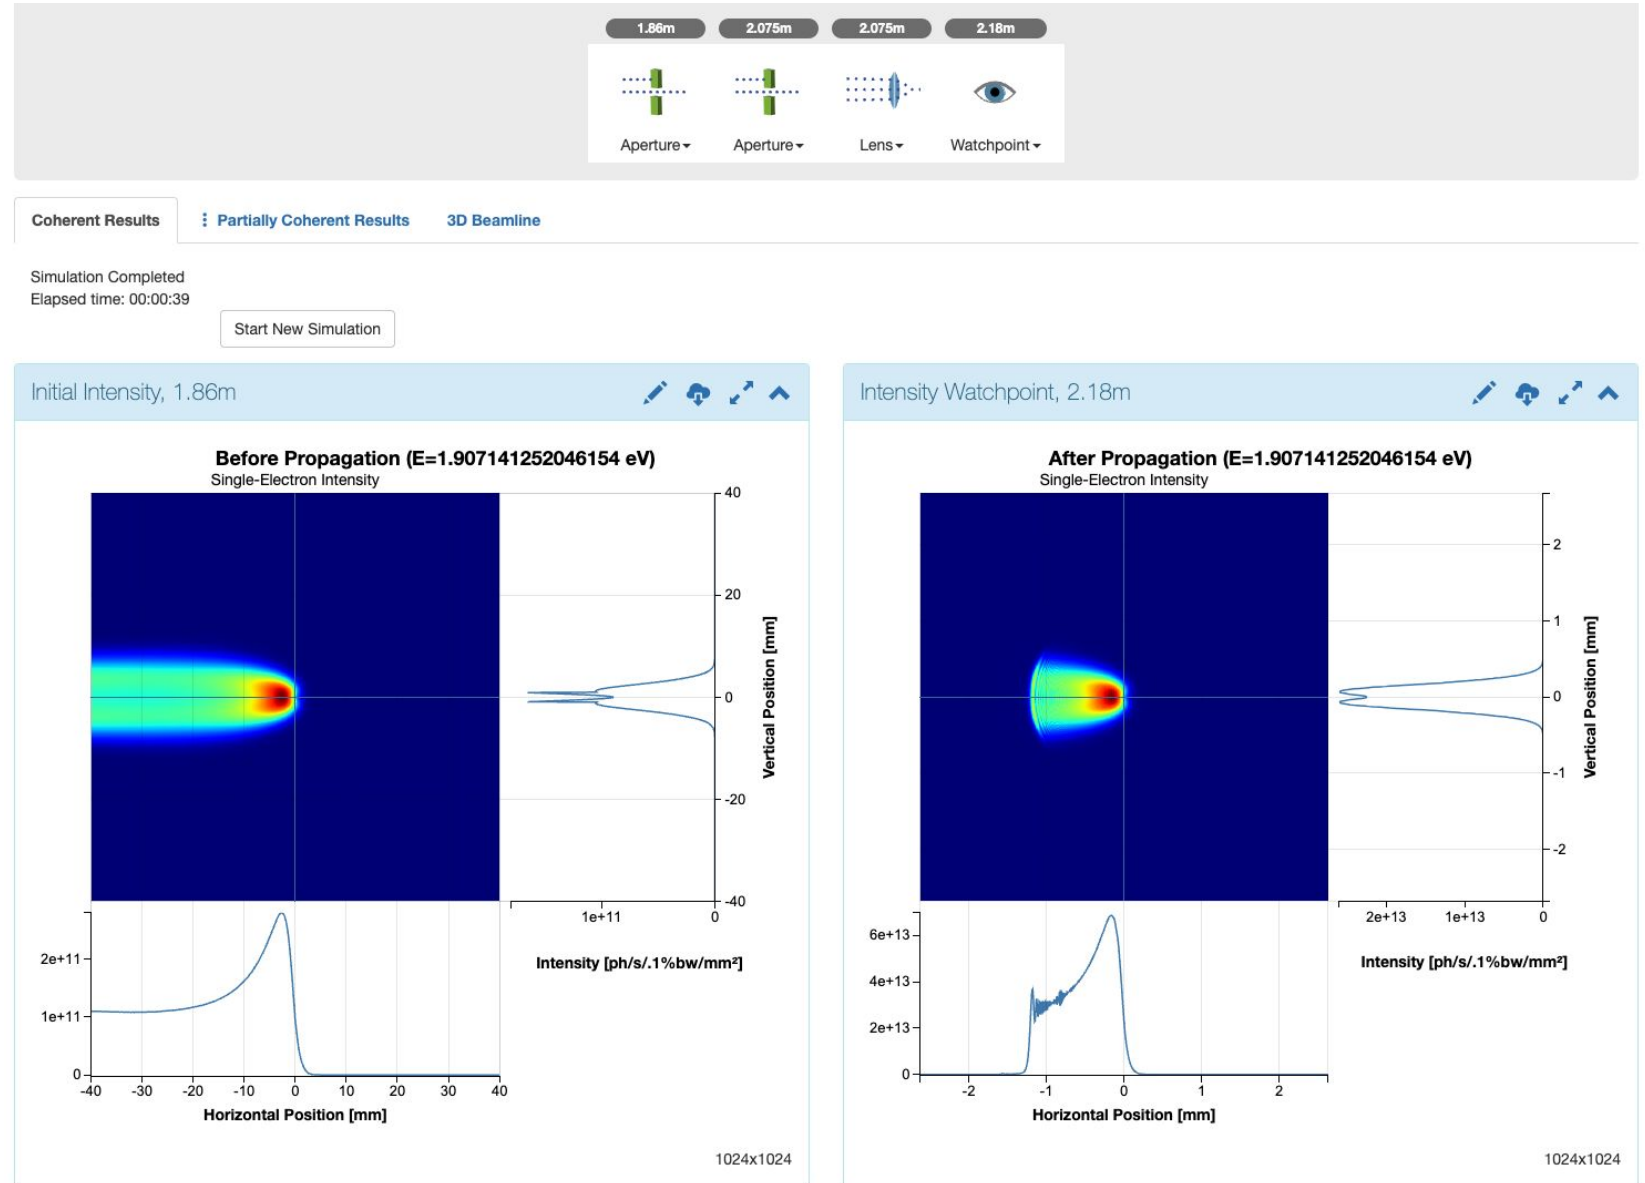 1.86m 2.075m 2.075m 2.18m
Aperture Aperture Lens Watchpoint
Coherent Results Partially Coherent Results 3D Beamline
Simulation Completed
Elapsed time: 00:00:39
Start New Simulation
Initial Intensity, 1.86m
Before Propagation (E=1.907141252046154 eV)
Single-Electron Intensity
40
20
0
-20
-40
Vertical Position [mm]
1e+11 0
Intensity [ph/s/.1%bw/mm²]
2e+11
1e+11
0
-40 -30 -20 -10 0 10 20 30 40
Horizontal Position [mm]
1024x1024
Intensity Watchpoint, 2.18m
After Propagation (E=1.907141252046154 eV)
Single-Electron Intensity
2
1
0
-1
-2
Vertical Position [mm]
2e+13 1e+13 0
Intensity [ph/s/.1%bw/mm²]
6e+13
4e+13
2e+13
0
-2 -1 0 1 2
Horizontal Position [mm]
1024x1024